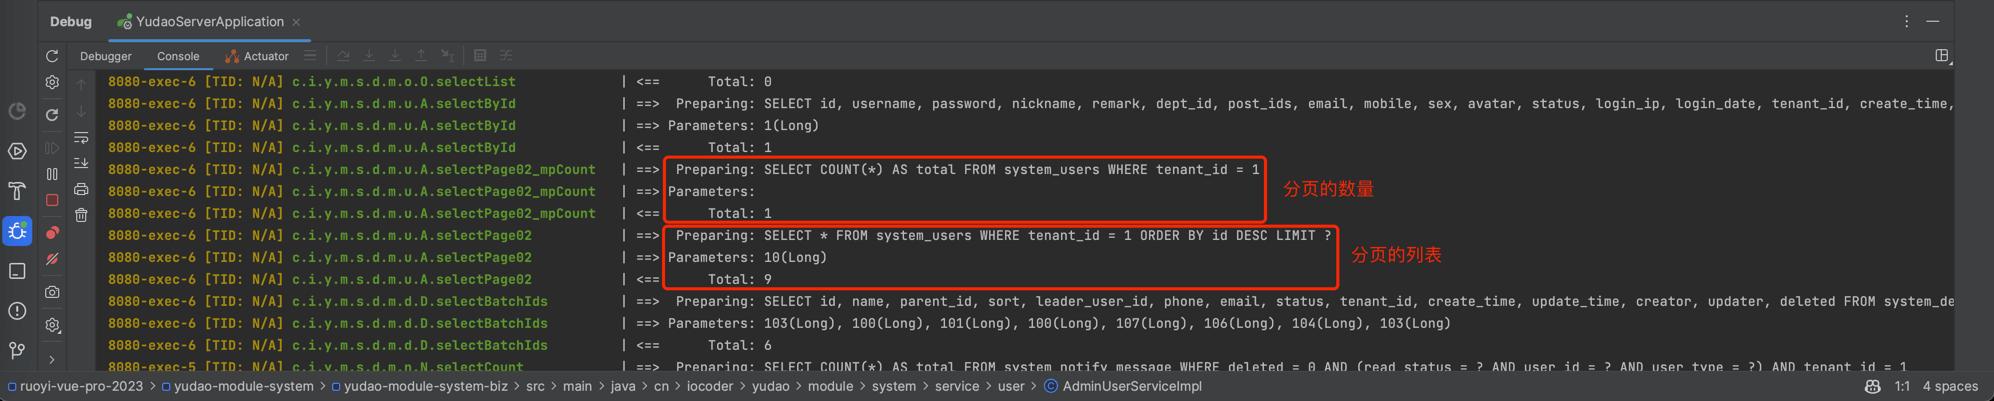 Debug YudaoServerApplication
Debugger Console Actuator
8080-exec-6 [TID: N/A] c.i.y.m.s.d.m.o.O.selectList | <== Total: 0
8080-exec-6 [TID: N/A] c.i.y.m.s.d.m.u.A.selectById | ==> Preparing: SELECT id, username, password, nickname, remark, dept_id, post_ids, email, mobile, sex, avatar, status, login_ip, login_date, tenant_id, create_time,
8080-exec-6 [TID: N/A] c.i.y.m.s.d.m.u.A.selectById | ==> Parameters: 1(Long)
8080-exec-6 [TID: N/A] c.i.y.m.s.d.m.u.A.selectById | <== Total: 1
8080-exec-6 [TID: N/A] c.i.y.m.s.d.m.u.A.selectPage02_mpCount | ==> Preparing: SELECT COUNT(*) AS total FROM system_users WHERE tenant_id = 1
8080-exec-6 [TID: N/A] c.i.y.m.s.d.m.u.A.selectPage02_mpCount | ==> Parameters:
分页的数量
8080-exec-6 [TID: N/A] c.i.y.m.s.d.m.u.A.selectPage02_mpCount | <== Total: 1
8080-exec-6 [TID: N/A] c.i.y.m.s.d.m.u.A.selectPage02 | ==> Preparing: SELECT * FROM system_users WHERE tenant_id = 1 ORDER BY id DESC LIMIT ?
8080-exec-6 [TID: N/A] c.i.y.m.s.d.m.u.A.selectPage02 | ==> Parameters: 10(Long)
分页的列表
8080-exec-6 [TID: N/A] c.i.y.m.s.d.m.u.A.selectPage02 | <== Total: 9
8080-exec-6 [TID: N/A] c.i.y.m.s.d.m.d.D.selectBatchIds | ==> Preparing: SELECT id, name, parent_id, sort, leader_user_id, phone, email, status, tenant_id, create_time, update_time, creator, updater, deleted FROM system_de
8080-exec-6 [TID: N/A] c.i.y.m.s.d.m.d.D.selectBatchIds | ==> Parameters: 103(Long), 100(Long), 101(Long), 100(Long), 107(Long), 106(Long), 104(Long), 103(Long)
8080-exec-6 [TID: N/A] c.i.y.m.s.d.m.d.D.selectBatchIds | <== Total: 6
8080-exec-5 [TID: N/A] c.i.y.m.s.d.m.n.N.selectCount | ==> Preparing: SELECT COUNT(*) AS total FROM system_notify_message WHERE deleted = 0 AND (read_status = ? AND user_id = ? AND user_type = ?) AND tenant_id = 1
ruoyi-vue-pro-2023 > yudao-module-system > yudao-module-system-biz > src > main > java > cn > iocoder > yudao > module > system > service > user > AdminUserServiceImpl 1:1 4 spaces